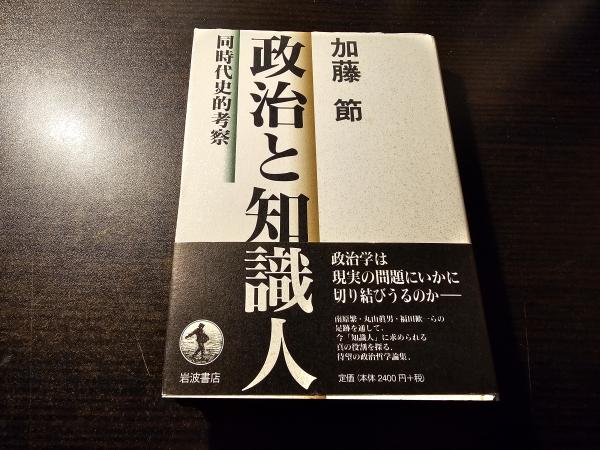 加藤 節
政治と知識人
同時代史的考察
政治学は
現実の問題にいかに
切り結びうるのか――
南原繁・丸山眞男・福田歓一らの
足跡を通して、
今「知識人」に求められる
真の役割を探る。
待望の政治哲学論集。
定価(本体2400円+税)
岩波書店